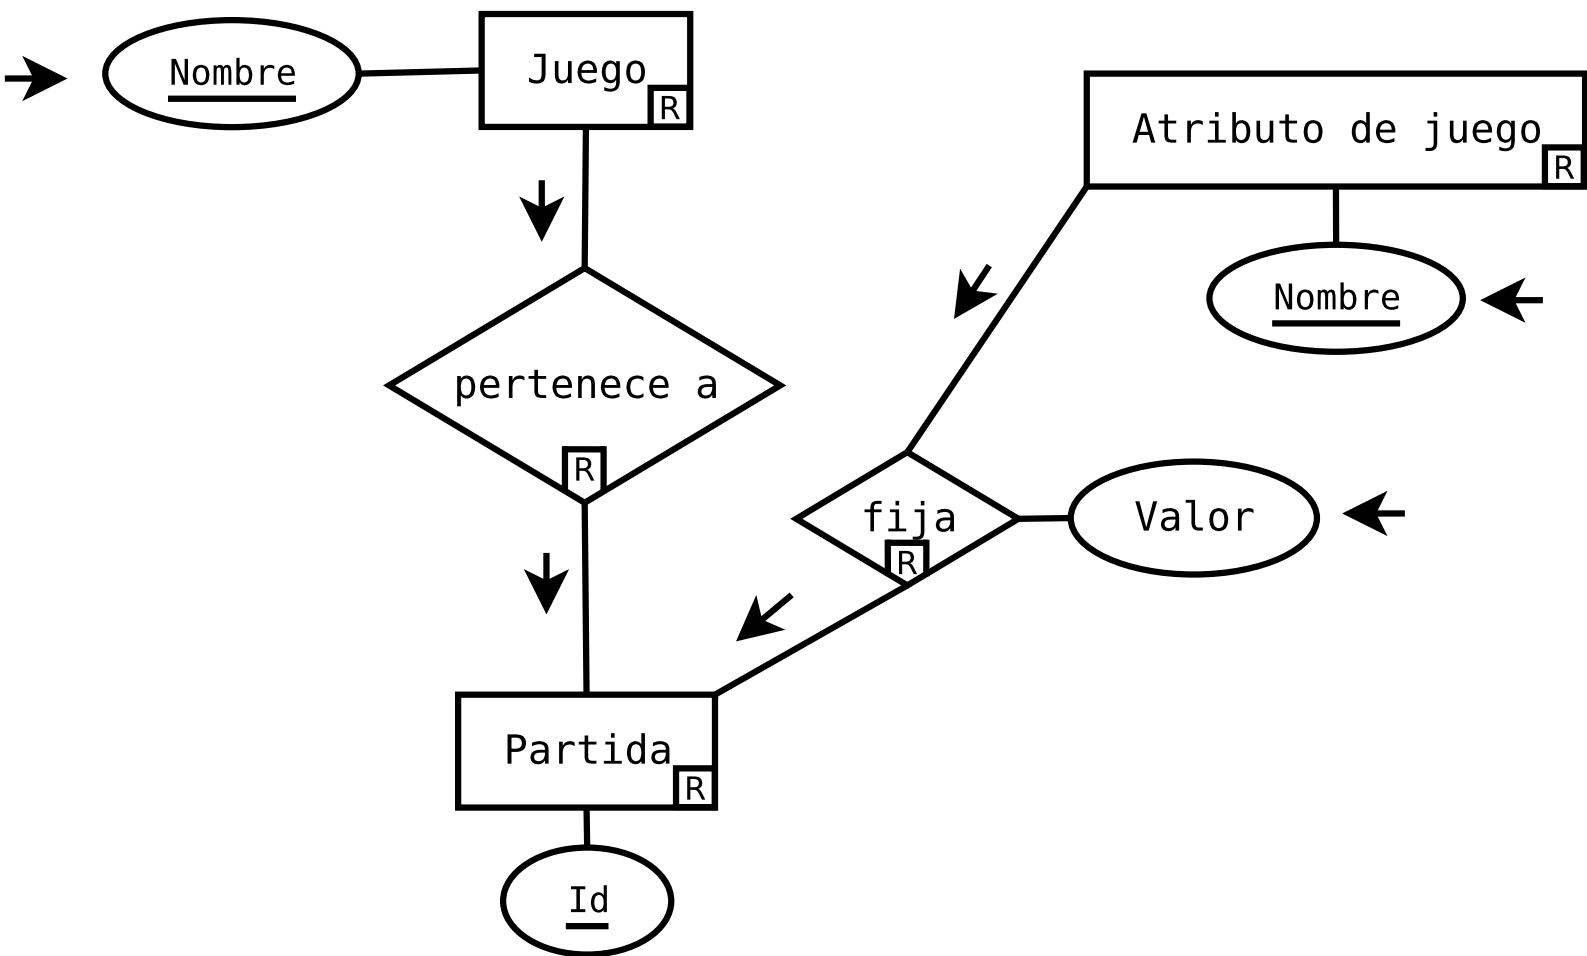 Nombre
Juego
R
Atributo de juego
R
Nombre
pertenece a
R
fija
R
Valor
Partida
R
Id